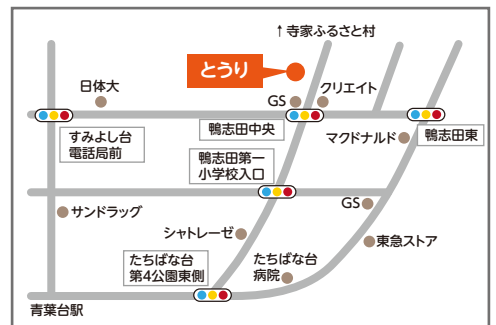 ↑寺家ふるさと村
とうり
日体大
GS
クリエイト
すみよし台
電話局前
鴨志田中央
マクドナルド
鴨志田東
鴨志田第一
小学校入口
サンドラッグ
GS
シャトレーゼ
東急ストア
たちばな台
第4公園東側
たちばな台
病院
青葉台駅